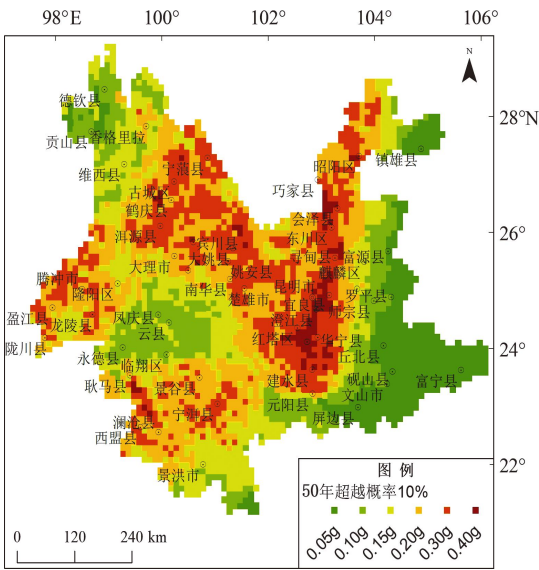 98°E 100° 102° 104° 106°
N
德钦县
28°N
贡山县 香格里拉
镇雄县
昭阳区
维西县 宁蒗县
巧家县
古城区
鹤庆县 会泽县
洱源县 宾川县 东川区
26°
大理市 大姚县 寻甸县 富源县
腾冲市 姚安县 麒麟区
隆阳区 南华县 楚雄市 昆明市 罗平县
宜良县 师宗县
盈江县 龙陵县 凤庆县 澄江县
云县 红塔区 华宁县
陇川县 丘北县
24°
永德县 临翔区
耿马县 景谷县 建水县 砚山县 富宁县
元阳县 文山市
澜沧县 宁洱县 屏边县
西盟县
景洪市
22°
图 例
50年超越概率10%
0.05g 0.10g 0.15g 0.20g 0.30g 0.40g
0 120 240 km